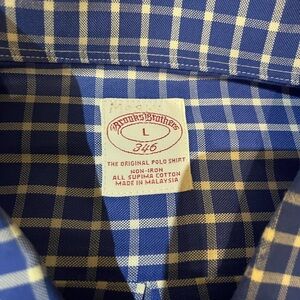 Brooks Brothers
L
346
THE ORIGINAL POLO SHIRT
NON-IRON
ALL SUPIMA COTTON
MADE IN MALAYSIA